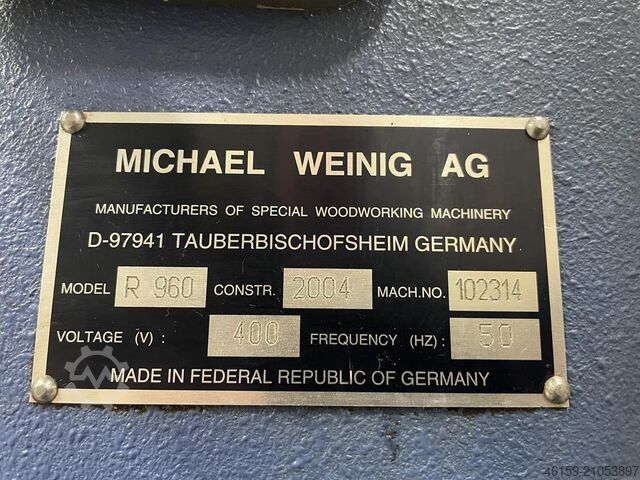 MICHAEL WEINIG AG
MANUFACTURERS OF SPECIAL WOODWORKING MACHINERY
D-97941 TAUBERBISCHOFSHEIM GERMANY
MODEL R 960 CONSTR. 2004 MACH.NO. 102314
VOLTAGE (V) : 400 FREQUENCY (HZ) : 50
MADE IN FEDERAL REPUBLIC OF GERMANY
46159-21053897